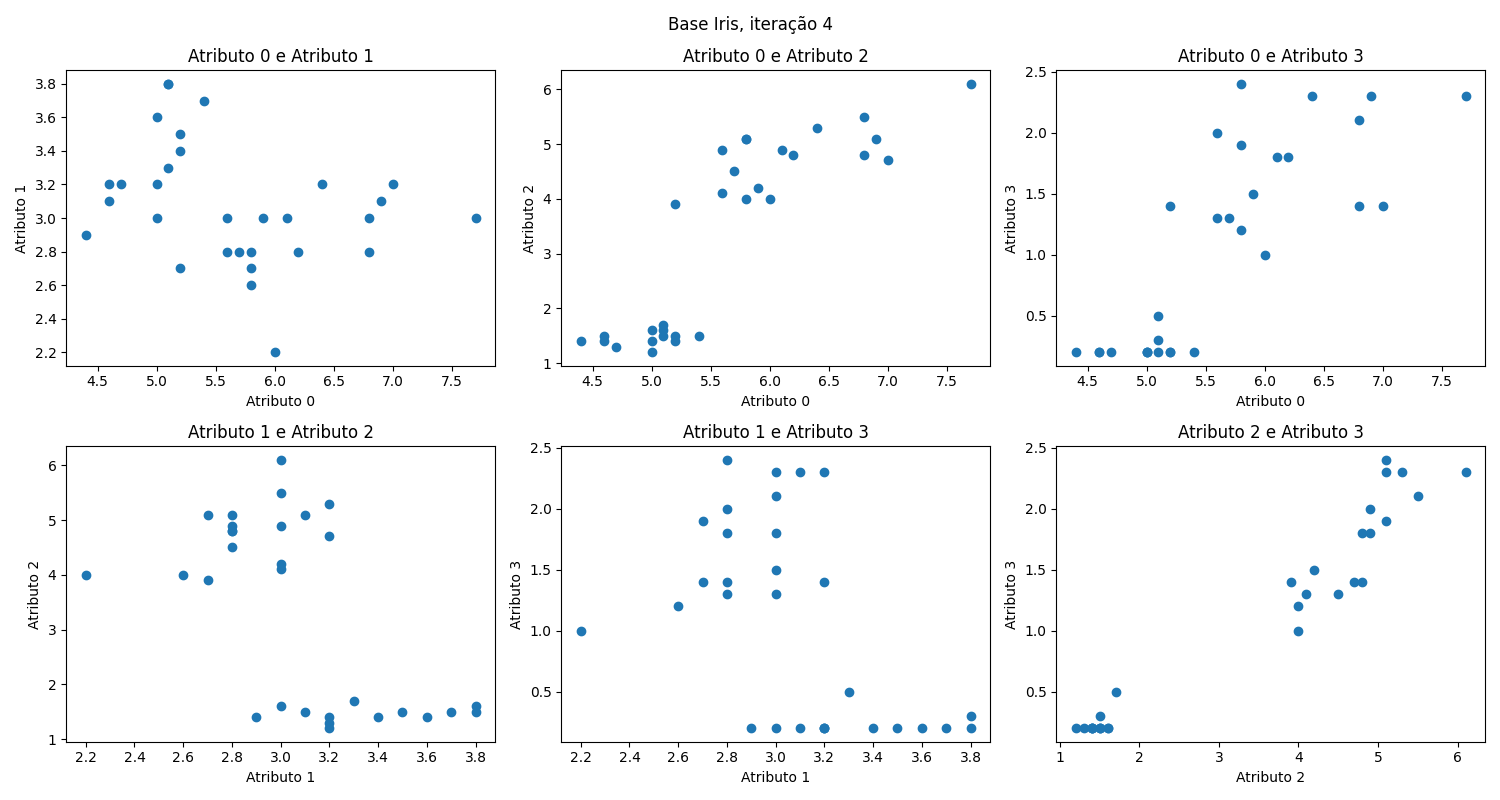 Base Iris, iteração 4
Atributo 0 e Atributo 1
3.8
3.6
3.4
3.2
3.0
2.8
2.6
2.4
2.2
Atributo 1
4.5 5.0 5.5 6.0 6.5 7.0 7.5
Atributo 0
Atributo 0 e Atributo 2
6
5
4
3
2
1
Atributo 2
4.5 5.0 5.5 6.0 6.5 7.0 7.5
Atributo 0
Atributo 0 e Atributo 3
2.5
2.0
1.5
1.0
0.5
Atributo 3
4.5 5.0 5.5 6.0 6.5 7.0 7.5
Atributo 0
Atributo 1 e Atributo 2
6
5
4
3
2
1
Atributo 2
2.2 2.4 2.6 2.8 3.0 3.2 3.4 3.6 3.8
Atributo 1
Atributo 1 e Atributo 3
2.5
2.0
1.5
1.0
0.5
Atributo 3
2.2 2.4 2.6 2.8 3.0 3.2 3.4 3.6 3.8
Atributo 1
Atributo 2 e Atributo 3
2.5
2.0
1.5
1.0
0.5
Atributo 3
1 2 3 4 5 6
Atributo 2